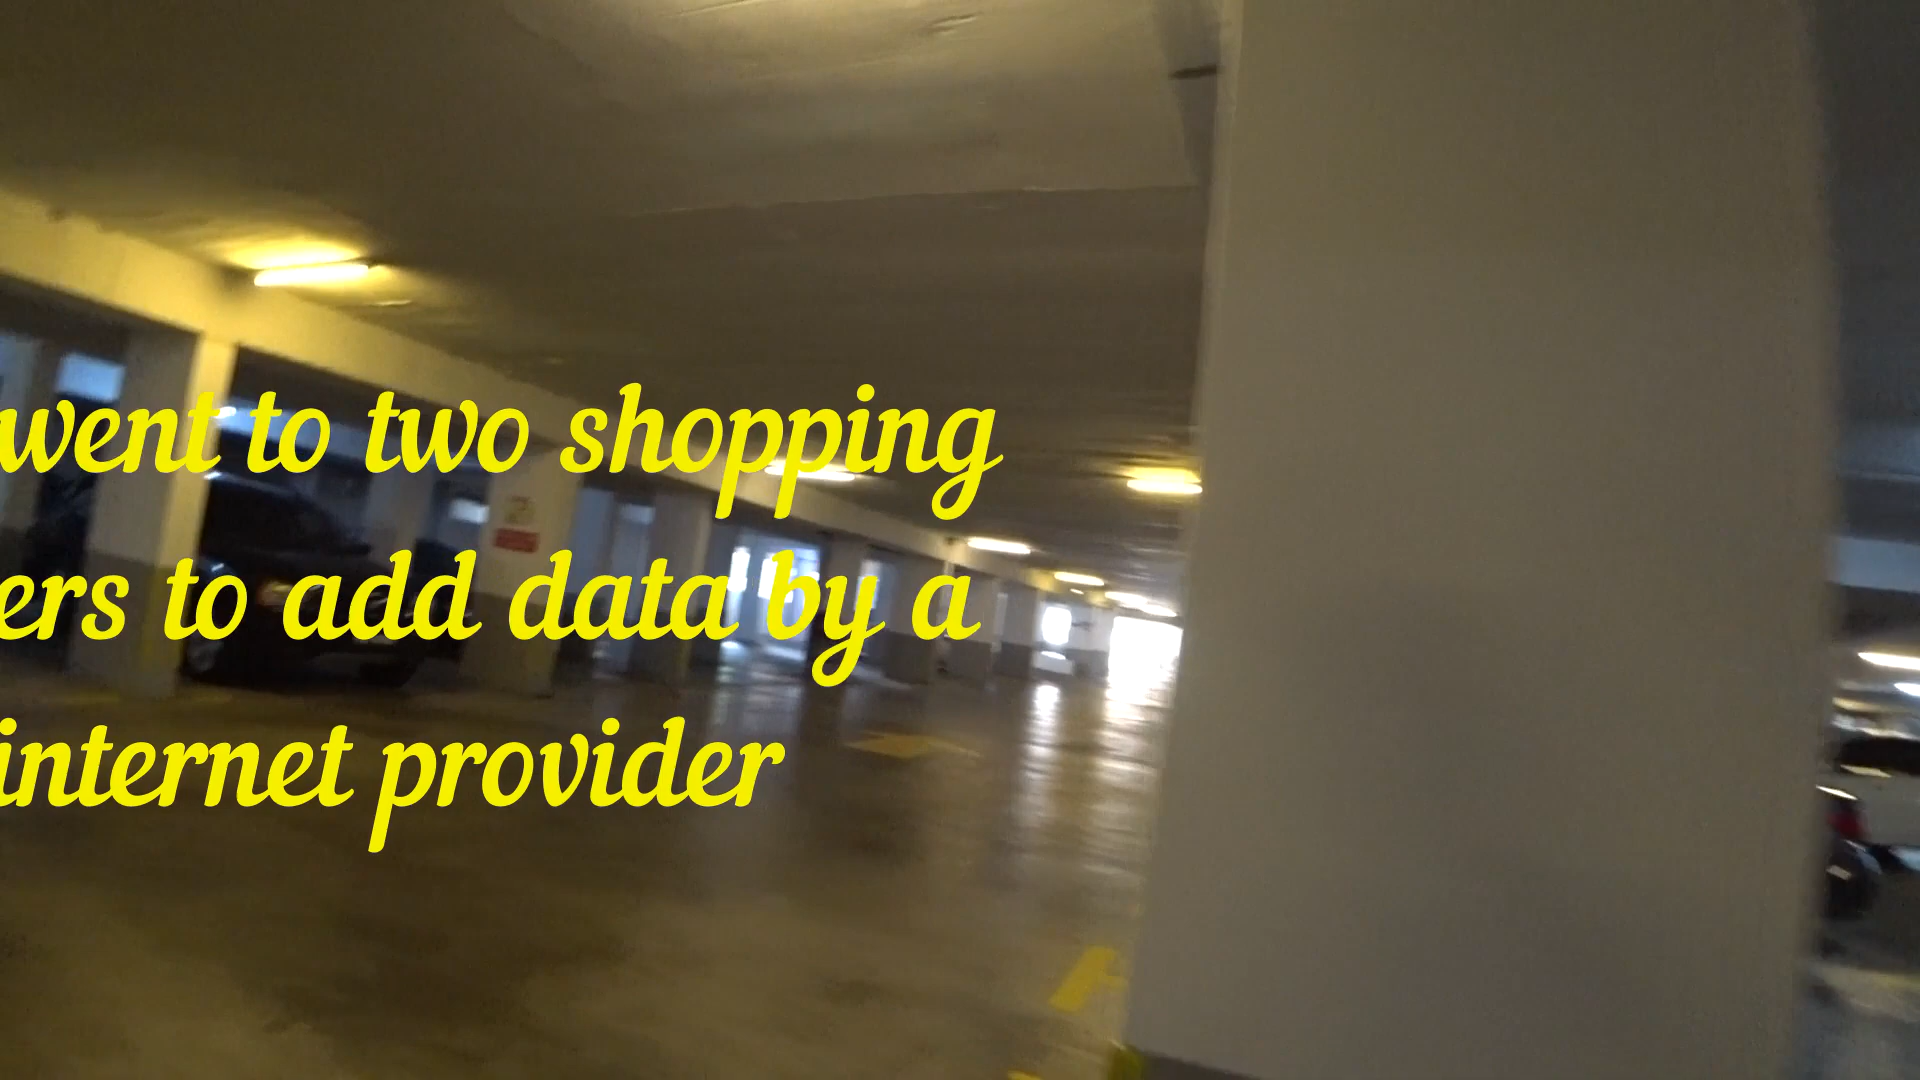 went to two shopping
ers to add data by a
internet provider